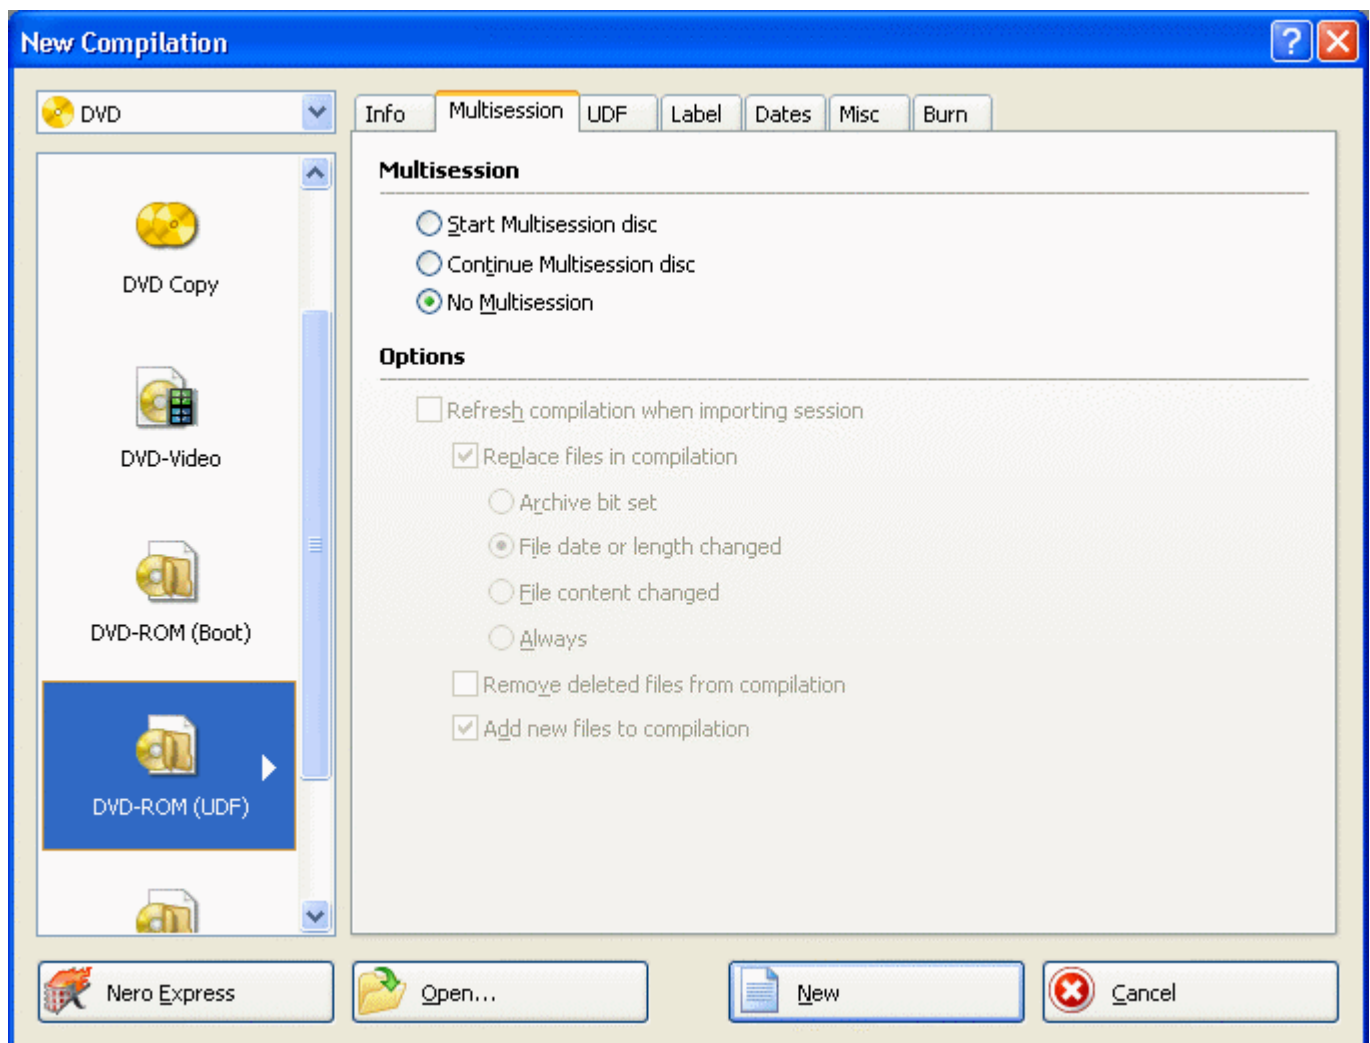 New Compilation
DVD
Info Multisession UDF Label Dates Misc Burn
DVD Copy
DVD-Video
DVD-ROM (Boot)
DVD-ROM (UDF)
Multisession
Start Multisession disc
Continue Multisession disc
No Multisession
Options
Refresh compilation when importing session
Replace files in compilation
Archive bit set
File date or length changed
File content changed
Always
Remove deleted files from compilation
Add new files to compilation
Nero Express Open... New Cancel